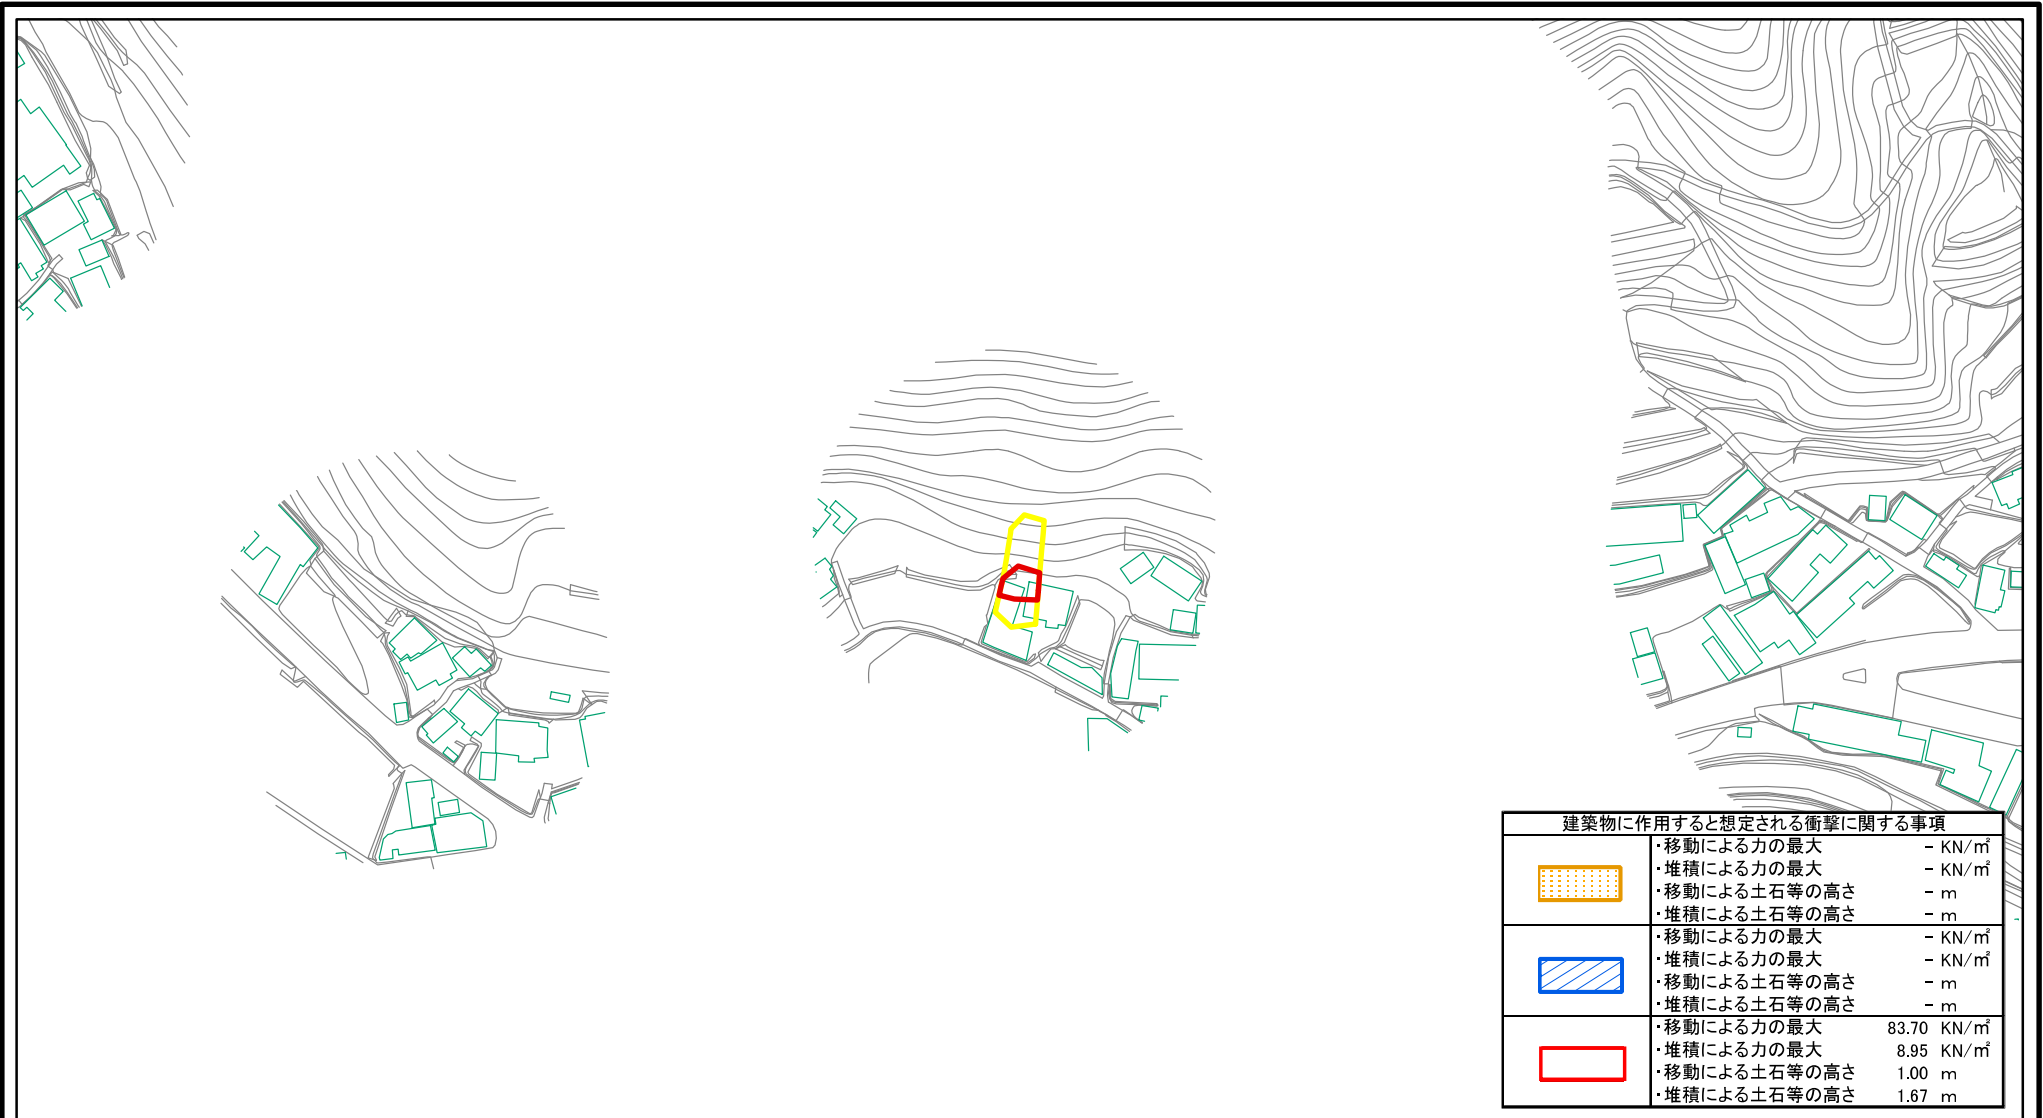 建築物に作用すると想定される衝撃に関する事項
・移動による力の最大 - KN/㎡
・堆積による力の最大 - KN/㎡
・移動による土石等の高さ - m
・堆積による土石等の高さ - m
・移動による力の最大 - KN/㎡
・堆積による力の最大 - KN/㎡
・移動による土石等の高さ - m
・堆積による土石等の高さ - m
・移動による力の最大 83.70 KN/㎡
・堆積による力の最大 8.95 KN/㎡
・移動による土石等の高さ 1.00 m
・堆積による土石等の高さ 1.67 m